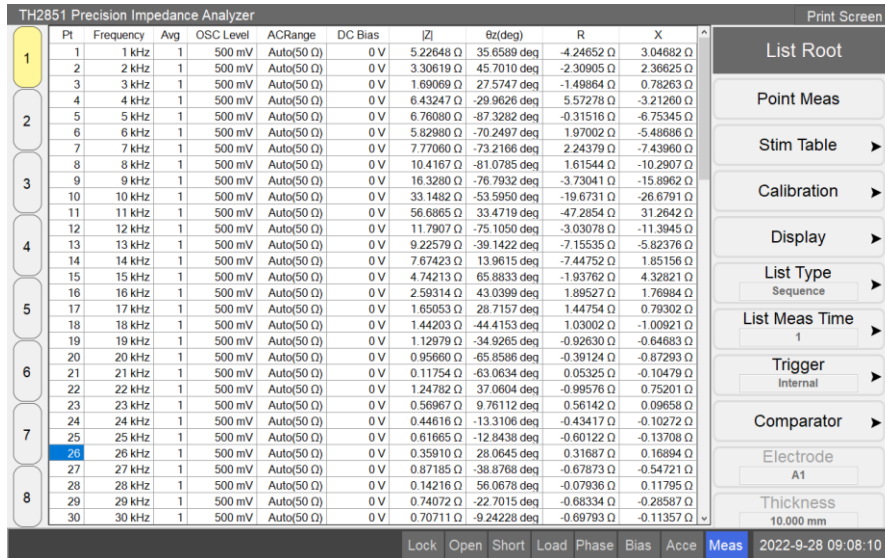 TH2851 Precision Impedance Analyzer Print Screen
Pt Frequency Avg OSC Level ACRange DC Bias |Z| θz(deg) R X
1 1 kHz 1 500 mV Auto(50 Ω) 0 V 5.22648 Ω 35.6589 deg -4.24652 Ω 3.04682 Ω
2 2 kHz 1 500 mV Auto(50 Ω) 0 V 3.30619 Ω 45.7010 deg -2.30905 Ω 2.36625 Ω
3 3 kHz 1 500 mV Auto(50 Ω) 0 V 1.69069 Ω 27.5747 deg -1.49864 Ω 0.78263 Ω
4 4 kHz 1 500 mV Auto(50 Ω) 0 V 6.43247 Ω -29.9626 deg 5.57278 Ω -3.21260 Ω
5 5 kHz 1 500 mV Auto(50 Ω) 0 V 6.76080 Ω -87.3282 deg -0.31516 Ω -6.75345 Ω
6 6 kHz 1 500 mV Auto(50 Ω) 0 V 5.82980 Ω -70.2497 deg 1.97002 Ω -5.48686 Ω
7 7 kHz 1 500 mV Auto(50 Ω) 0 V 7.77060 Ω -73.2166 deg 2.24379 Ω -7.43960 Ω
8 8 kHz 1 500 mV Auto(50 Ω) 0 V 10.4167 Ω -81.0785 deg 1.61544 Ω -10.2907 Ω
9 9 kHz 1 500 mV Auto(50 Ω) 0 V 16.3280 Ω -76.7932 deg -3.73041 Ω -15.8962 Ω
10 10 kHz 1 500 mV Auto(50 Ω) 0 V 33.1482 Ω -53.5950 deg -19.6731 Ω -26.6791 Ω
11 11 kHz 1 500 mV Auto(50 Ω) 0 V 56.6865 Ω 33.4719 deg -47.2854 Ω 31.2642 Ω
12 12 kHz 1 500 mV Auto(50 Ω) 0 V 11.7907 Ω -75.1050 deg -3.03078 Ω -11.3945 Ω
13 13 kHz 1 500 mV Auto(50 Ω) 0 V 9.22579 Ω -39.1422 deg -7.15535 Ω -5.82376 Ω
14 14 kHz 1 500 mV Auto(50 Ω) 0 V 7.67423 Ω 13.9615 deg -7.44752 Ω 1.85156 Ω
15 15 kHz 1 500 mV Auto(50 Ω) 0 V 4.74213 Ω 65.8833 deg -1.93762 Ω 4.32821 Ω
16 16 kHz 1 500 mV Auto(50 Ω) 0 V 2.59314 Ω 43.0399 deg 1.89527 Ω 1.76984 Ω
17 17 kHz 1 500 mV Auto(50 Ω) 0 V 1.65053 Ω 28.7157 deg 1.44754 Ω 0.79302 Ω
18 18 kHz 1 500 mV Auto(50 Ω) 0 V 1.44203 Ω -44.4153 deg 1.03002 Ω -1.00921 Ω
19 19 kHz 1 500 mV Auto(50 Ω) 0 V 1.12979 Ω -34.9265 deg -0.92630 Ω -0.64683 Ω
20 20 kHz 1 500 mV Auto(50 Ω) 0 V 0.95660 Ω -65.8586 deg -0.39124 Ω -0.87293 Ω
21 21 kHz 1 500 mV Auto(50 Ω) 0 V 0.11754 Ω -63.0634 deg 0.05325 Ω -0.10479 Ω
22 22 kHz 1 500 mV Auto(50 Ω) 0 V 1.24782 Ω 37.0604 deg -0.99576 Ω 0.75201 Ω
23 23 kHz 1 500 mV Auto(50 Ω) 0 V 0.56967 Ω 9.76112 deg 0.56142 Ω 0.09658 Ω
24 24 kHz 1 500 mV Auto(50 Ω) 0 V 0.44616 Ω -13.3106 deg -0.43417 Ω -0.10272 Ω
25 25 kHz 1 500 mV Auto(50 Ω) 0 V 0.61665 Ω -12.8438 deg -0.60122 Ω -0.13708 Ω
26 26 kHz 1 500 mV Auto(50 Ω) 0 V 0.35910 Ω 28.0645 deg 0.31687 Ω 0.16894 Ω
27 27 kHz 1 500 mV Auto(50 Ω) 0 V 0.87185 Ω -38.8768 deg -0.67873 Ω -0.54721 Ω
28 28 kHz 1 500 mV Auto(50 Ω) 0 V 0.14216 Ω 56.0678 deg -0.07936 Ω 0.11795 Ω
29 29 kHz 1 500 mV Auto(50 Ω) 0 V 0.74072 Ω -22.7015 deg -0.68334 Ω -0.28587 Ω
30 30 kHz 1 500 mV Auto(50 Ω) 0 V 0.70711 Ω -9.24228 deg -0.69793 Ω -0.11357 Ω
1
2
3
4
5
6
7
8
List Root
Point Meas
Stim Table
Calibration
Display
List Type
Sequence
List Meas Time
1
Trigger
Internal
Comparator
Electrode
A1
Thickness
10.000 mm
Lock Open Short Load Phase Bias Acce Meas 2022-9-28 09:08:10